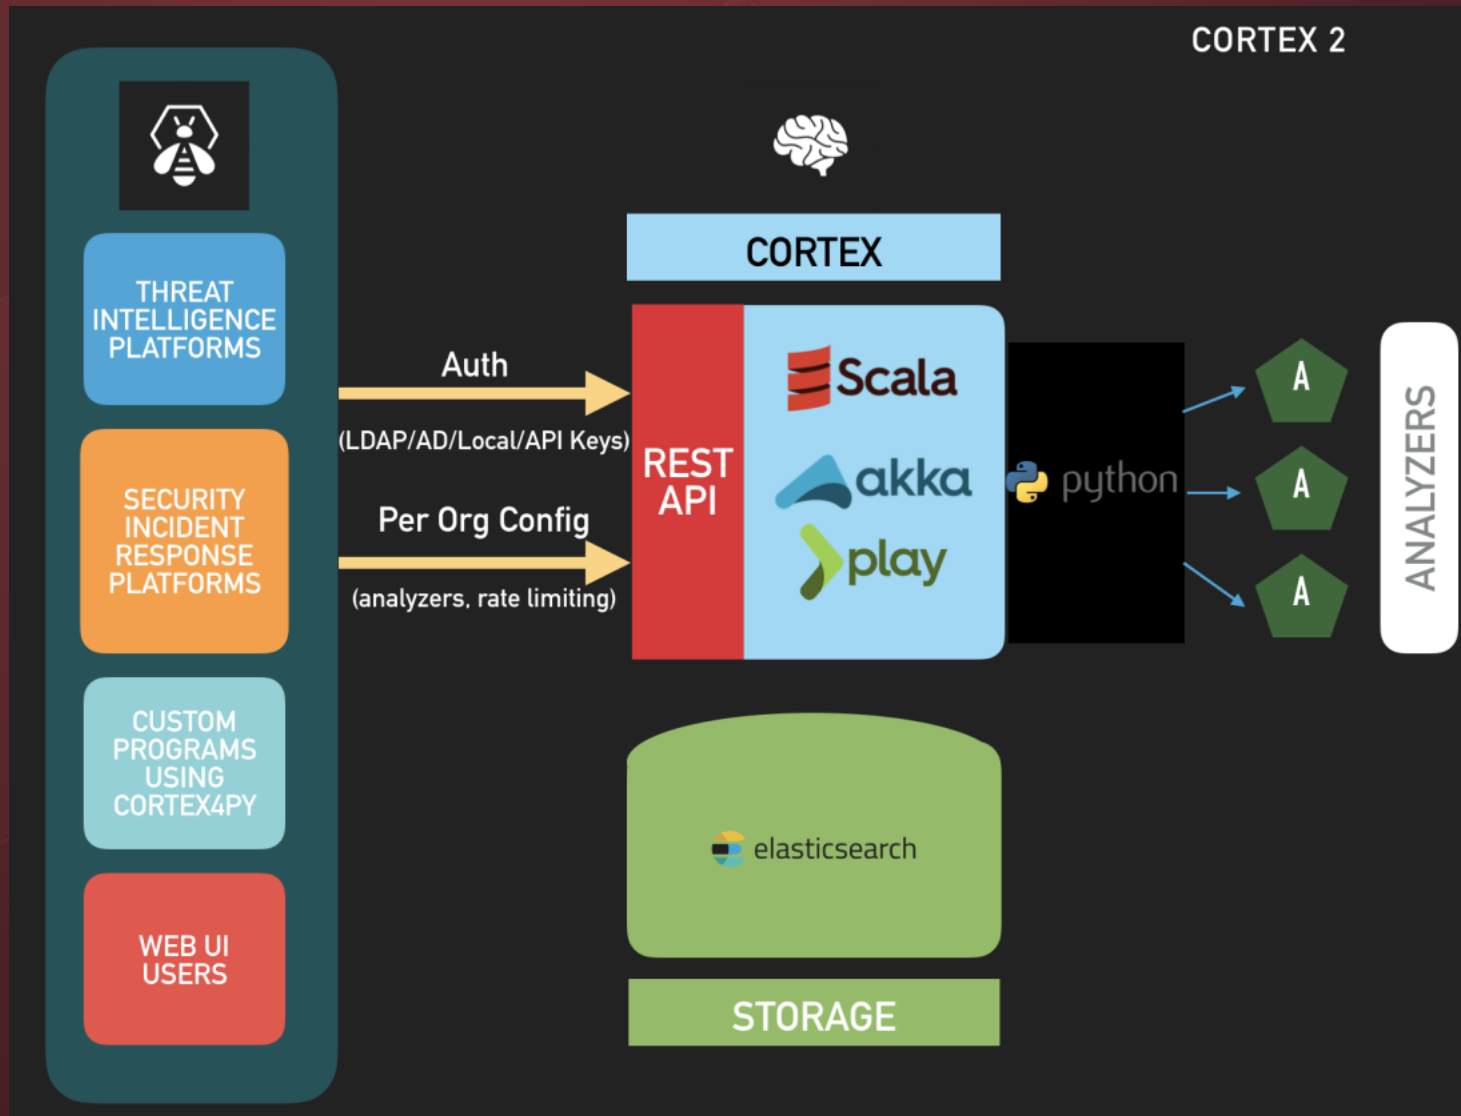 CORTEX 2
THREAT
INTELLIGENCE
PLATFORMS
SECURITY
INCIDENT
RESPONSE
PLATFORMS
CUSTOM
PROGRAMS
USING
CORTEX4PY
WEB UI
USERS
Auth
(LDAP/AD/Local/API Keys)
Per Org Config
(analyzers, rate limiting)
CORTEX
REST
API
Scala
akka
play
python
A
A
A
ANALYZERS
elasticsearch
STORAGE